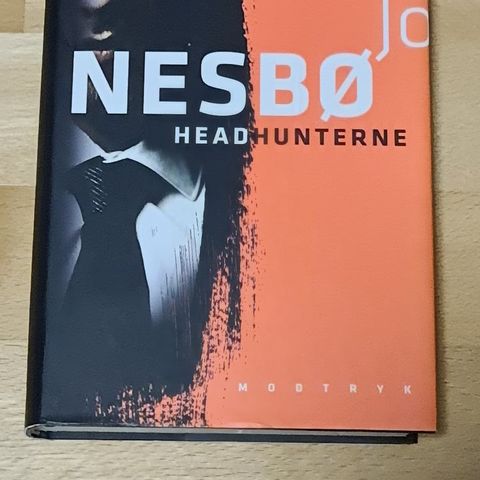 Jo
NESBØ
HEADHUNTERNE
MODTRYK